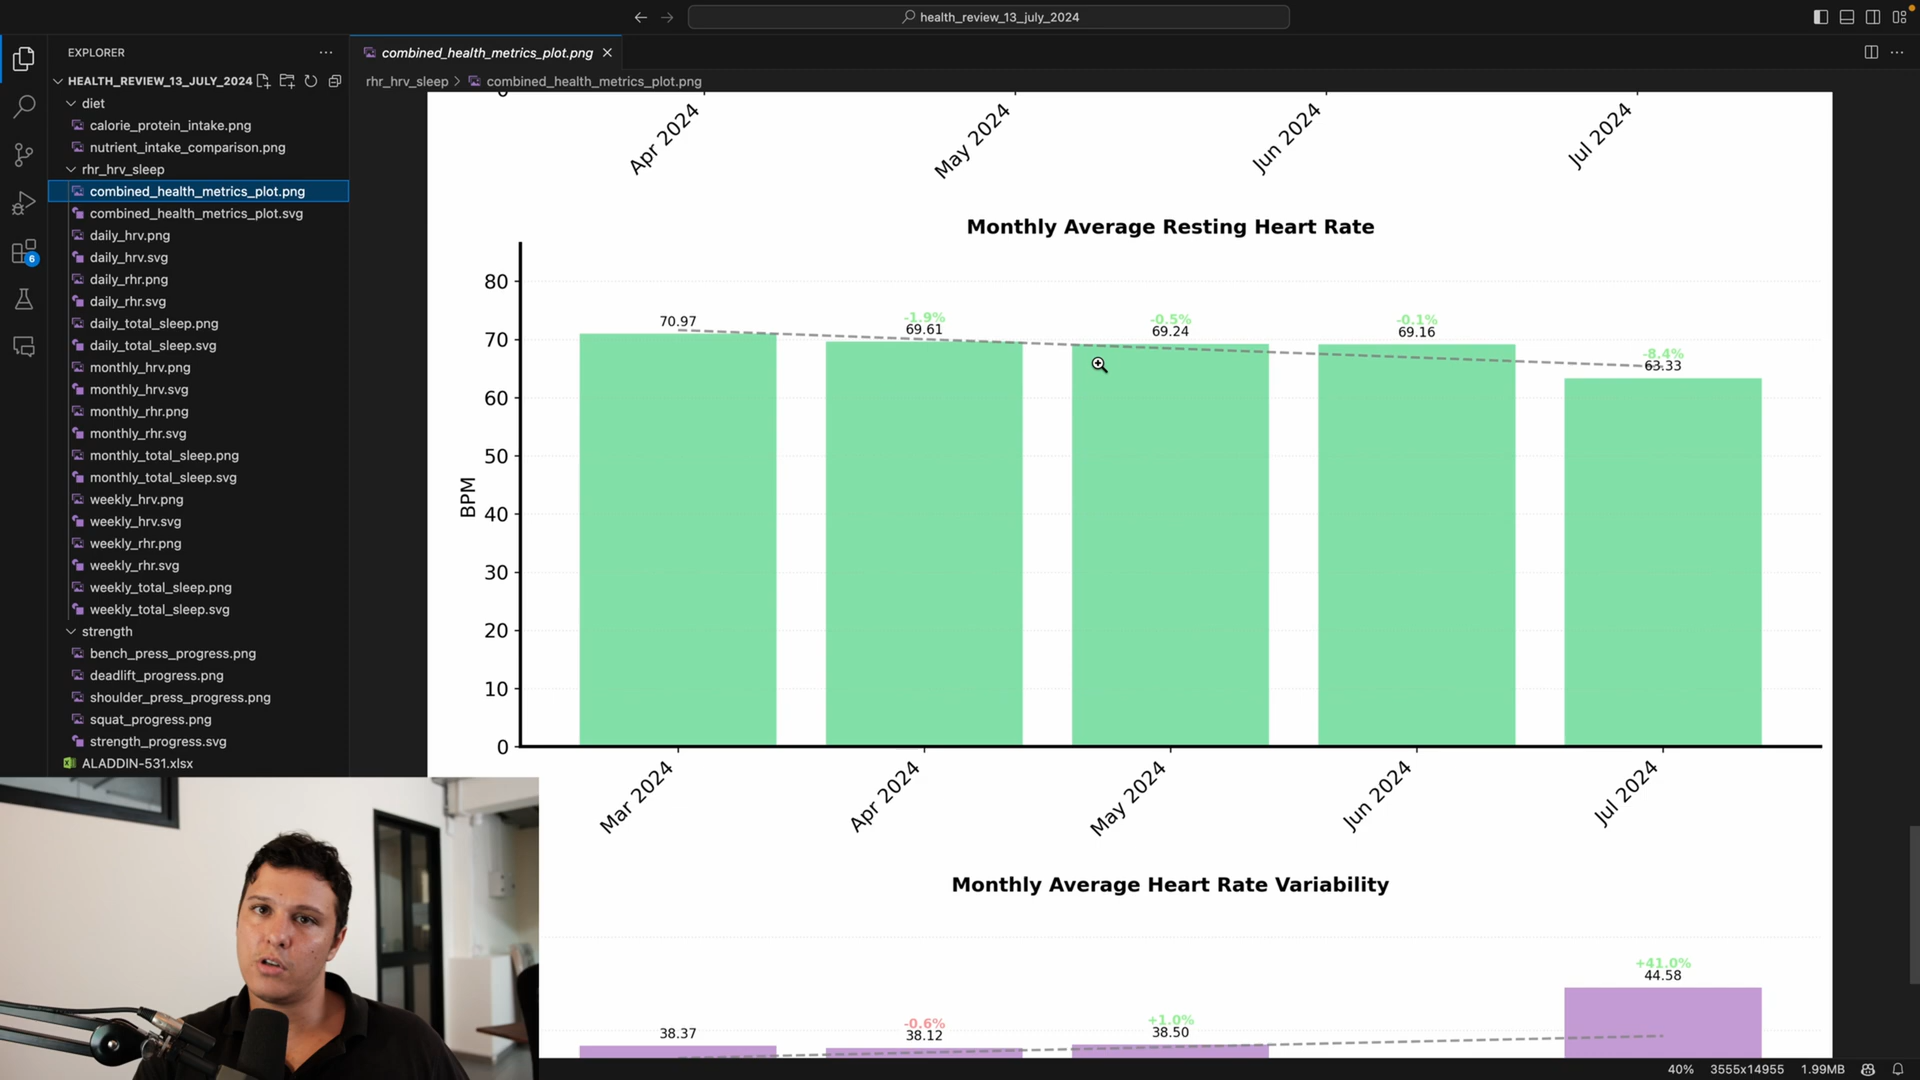 health_review_13_july_2024
EXPLORER
combined_health_metrics_plot.png
HEALTH_REVIEW_13_JULY_2024
rhr_hrv_sleep
combined_health_metrics_plot.png
diet
calorie_protein_intake.png
nutrient_intake_comparison.png
rhr_hrv_sleep
combined_health_metrics_plot.png
combined_health_metrics_plot.svg
daily_hrv.png
daily_hrv.svg
daily_rhr.png
daily_rhr.svg
daily_total_sleep.png
daily_total_sleep.svg
monthly_hrv.png
monthly_hrv.svg
monthly_rhr.png
monthly_rhr.svg
monthly_total_sleep.png
monthly_total_sleep.svg
weekly_hrv.png
weekly_hrv.svg
weekly_rhr.png
weekly_rhr.svg
weekly_total_sleep.png
weekly_total_sleep.svg
strength
bench_press_progress.png
deadlift_progress.png
shoulder_press_progress.png
squat_progress.png
strength_progress.svg
ALADDIN-531.xlsx
6
Apr 2024
May 2024
Jun 2024
Jul 2024
Monthly Average Resting Heart Rate
BPM
80
70
60
50
40
30
20
10
0
70.97
-1.9%
69.61
-0.5%
69.24
-0.1%
69.16
-8.4%
63.33
Mar 2024
Apr 2024
May 2024
Jun 2024
Jul 2024
Monthly Average Heart Rate Variability
38.37
-0.6%
38.12
+1.0%
38.50
+41.0%
44.58
40%
3555x14955
1.99MB